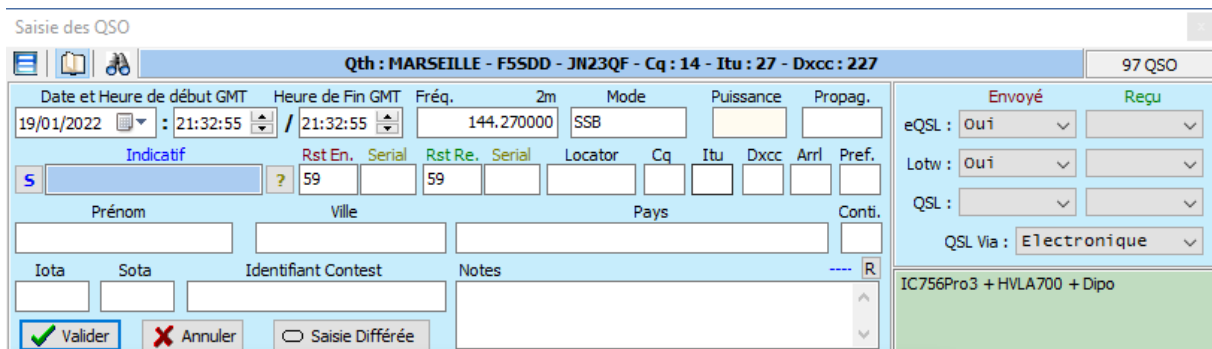 Saisie des QSO
x
Qth : MARSEILLE - F5SDD - JN23QF - Cq : 14 - Itu : 27 - Dxcc : 227 97 QSO
Date et Heure de début GMT Heure de Fin GMT Fréq. 2m Mode Puissance Propag. Envoyé Reçu
19/01/2022 : 21:32:55 / 21:32:55 144.270000 SSB eQSL : Oui
Indicatif Rst En. Serial Rst Re. Serial Locator Cq Itu Dxcc Arrl Pref. Lotw : Oui
S ? 59 59
Prénom Ville Pays Conti. QSL :
QSL Via : Electronique
Iota Sota Identifiant Contest Notes ---- R
IC756Pro3 + HVLA700 + Dipo
Valider Annuler Saisie Différée